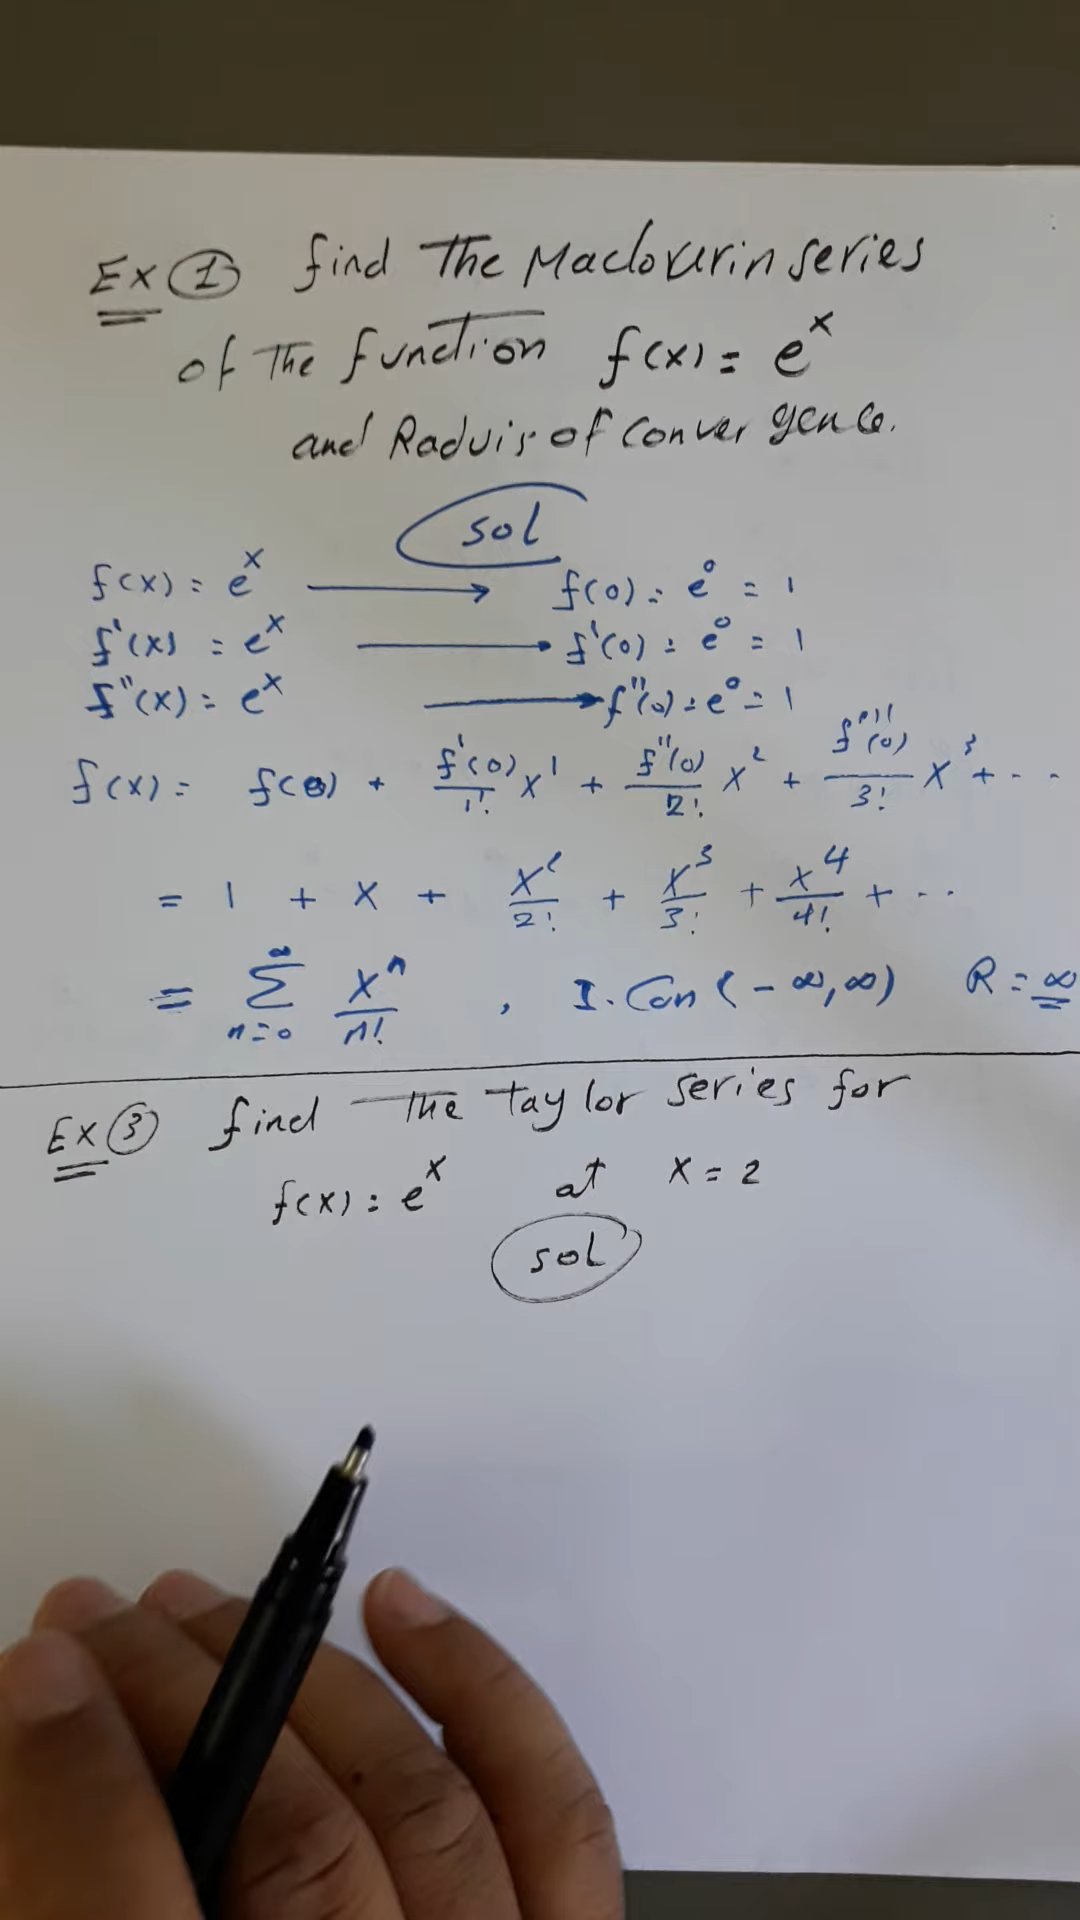 Ex ① find The Maclourin series
of The function f(x) = e^x
and Raduis of Convergence.
sol
f(x) = e^x → f(0) = e^0 = 1
f'(x) = e^x → f'(0) = e^0 = 1
f''(x) = e^x → f''(0) = e^0 = 1
f(x) = f(0) + f'(0)/1! x^1 + f''(0)/2! x^2 + f'''(0)/3! x^3 + ...
= 1 + x + x^2/2! + x^3/3! + x^4/4! + ...
= ∑_{n=0}^{∞} x^n/n! , I. Con (-∞,∞) R = ∞
Ex ③ find The taylor series for
f(x) = e^x at x = 2
sol